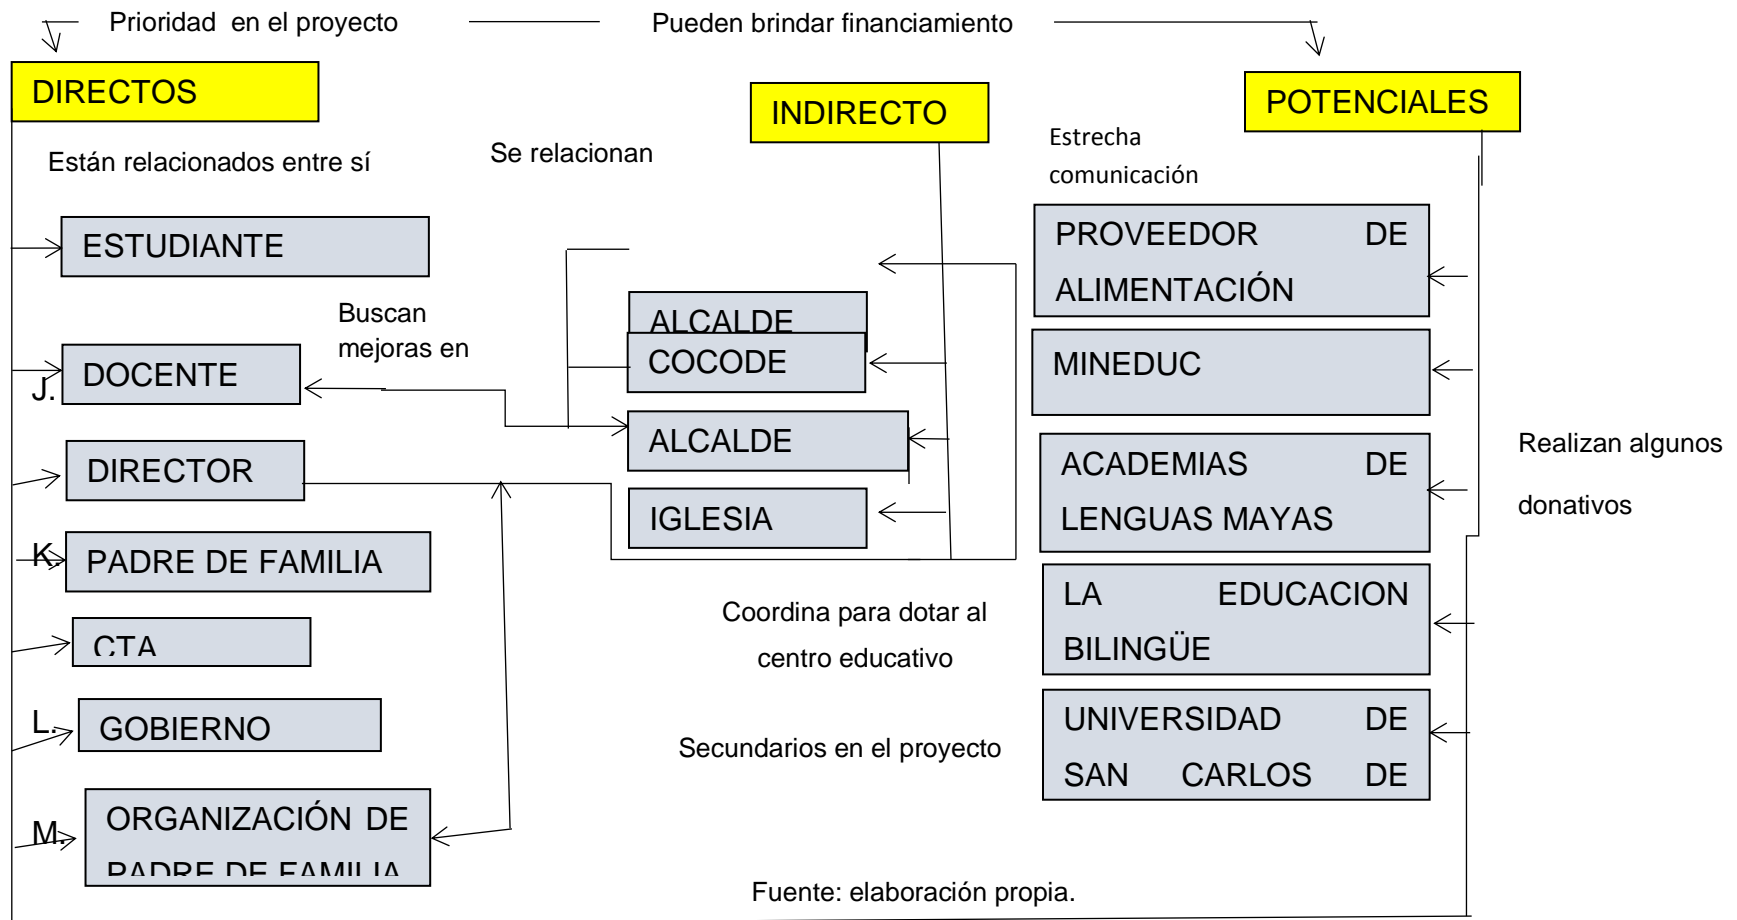 Prioridad en el proyecto
Pueden brindar financiamiento
DIRECTOS
INDIRECTO
POTENCIALES
Están relacionados entre sí
Se relacionan
Estrecha
comunicación
ESTUDIANTE
Buscan
mejoras en
J.
DOCENTE
DIRECTOR
K.
PADRE DE FAMILIA
CTA
L.
GOBIERNO
M.
ORGANIZACIÓN DE
PADRE DE FAMILIA
ALCALDE
COCODE
ALCALDE
IGLESIA
Coordina para dotar al
centro educativo
Secundarios en el proyecto
PROVEEDOR DE
ALIMENTACIÓN
MINEDUC
ACADEMIAS DE
LENGUAS MAYAS
LA EDUCACION
BILINGÜE
UNIVERSIDAD DE
SAN CARLOS DE
Realizan algunos
donativos
Fuente: elaboración propia.